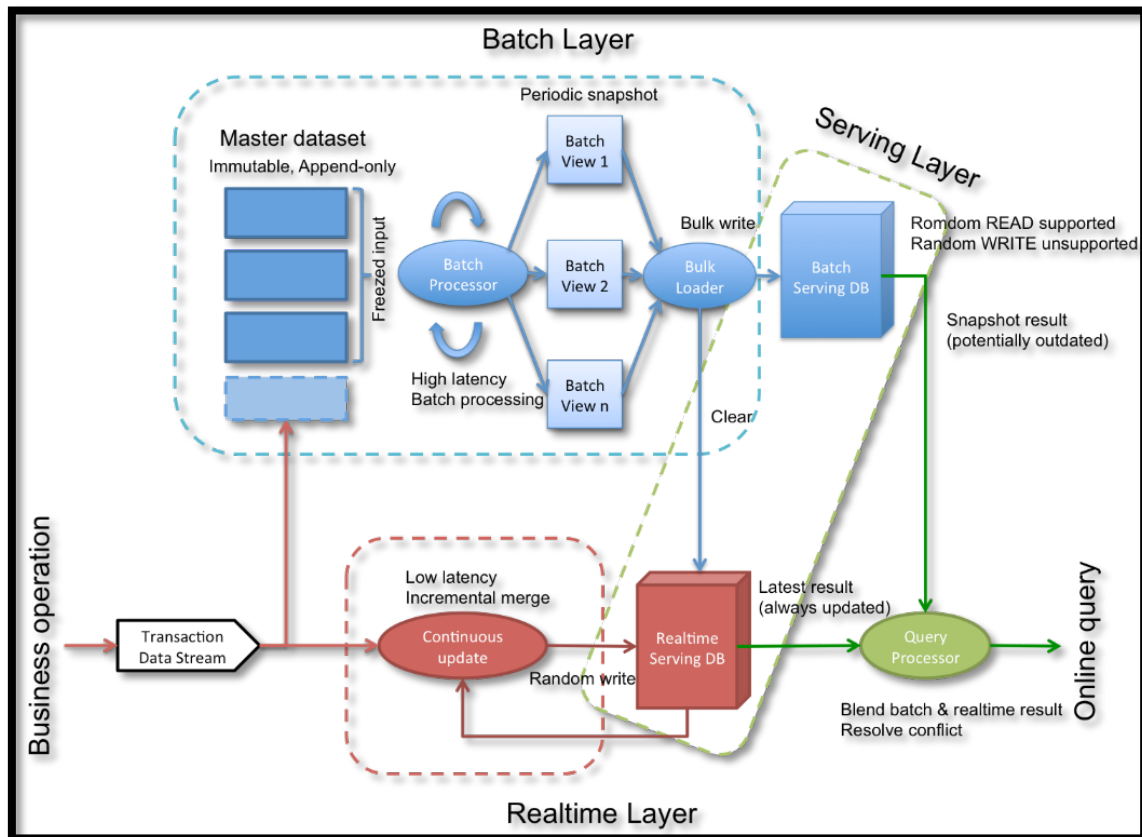 Batch Layer
Periodic snapshot
Master dataset
Immutable, Append-only
Freezed input
Batch
Processor
High latency
Batch processing
Batch
View 1
Batch
View 2
Batch
View n
Bulk write
Bulk
Loader
Clear
Serving Layer
Batch
Serving DB
Romdom READ supported
Random WRITE unsupported
Snapshot result
(potentially outdated)
Business operation
Transaction
Data Stream
Low latency
Incremental merge
Continuous
update
Random write
Realtime
Serving DB
Latest result
(always updated)
Query
Processor
Blend batch & realtime result
Resolve conflict
Online query
Realtime Layer